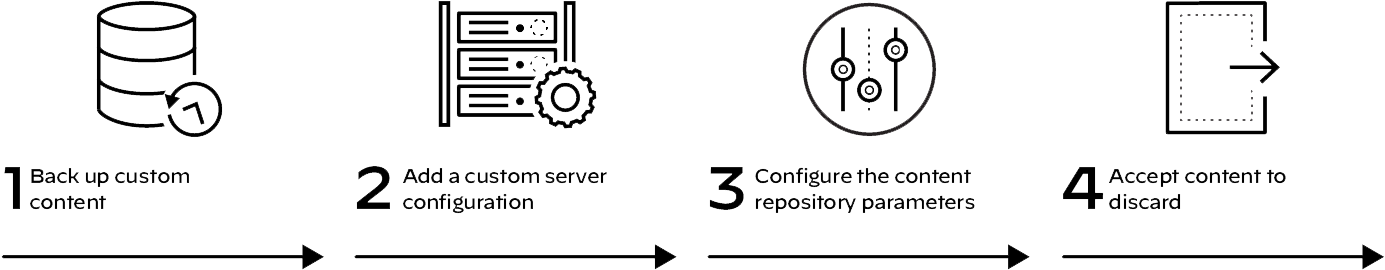 1 Back up custom
content
2 Add a custom server
configuration
3 Configure the content
repository parameters
4 Accept content to
discard